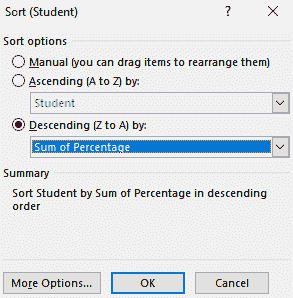 Sort (Student)
Sort options
Manual (you can drag items to rearrange them)
Ascending (A to Z) by:
Student
Descending (Z to A) by:
Sum of Percentage
Summary
Sort Student by Sum of Percentage in descending
order
More Options...
OK
Cancel